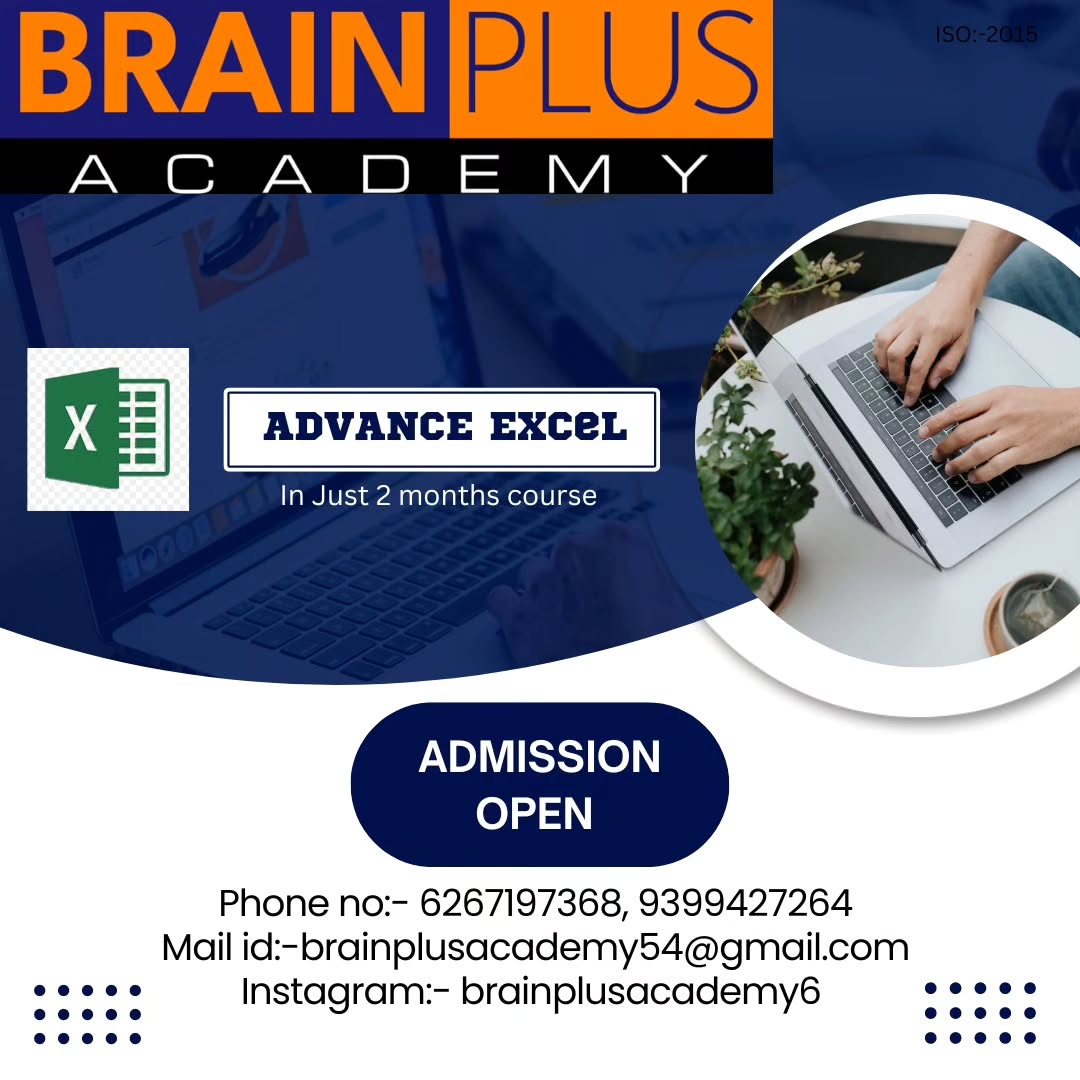 BRAIN PLUS
ACADEMY
ISO:-2015
X
ADVANCE EXCeL
In Just 2 months course
ADMISSION
OPEN
Phone no:- 6267197368, 9399427264
Mail id:-brainplusacademy54@gmail.com
Instagram:- brainplusacademy6